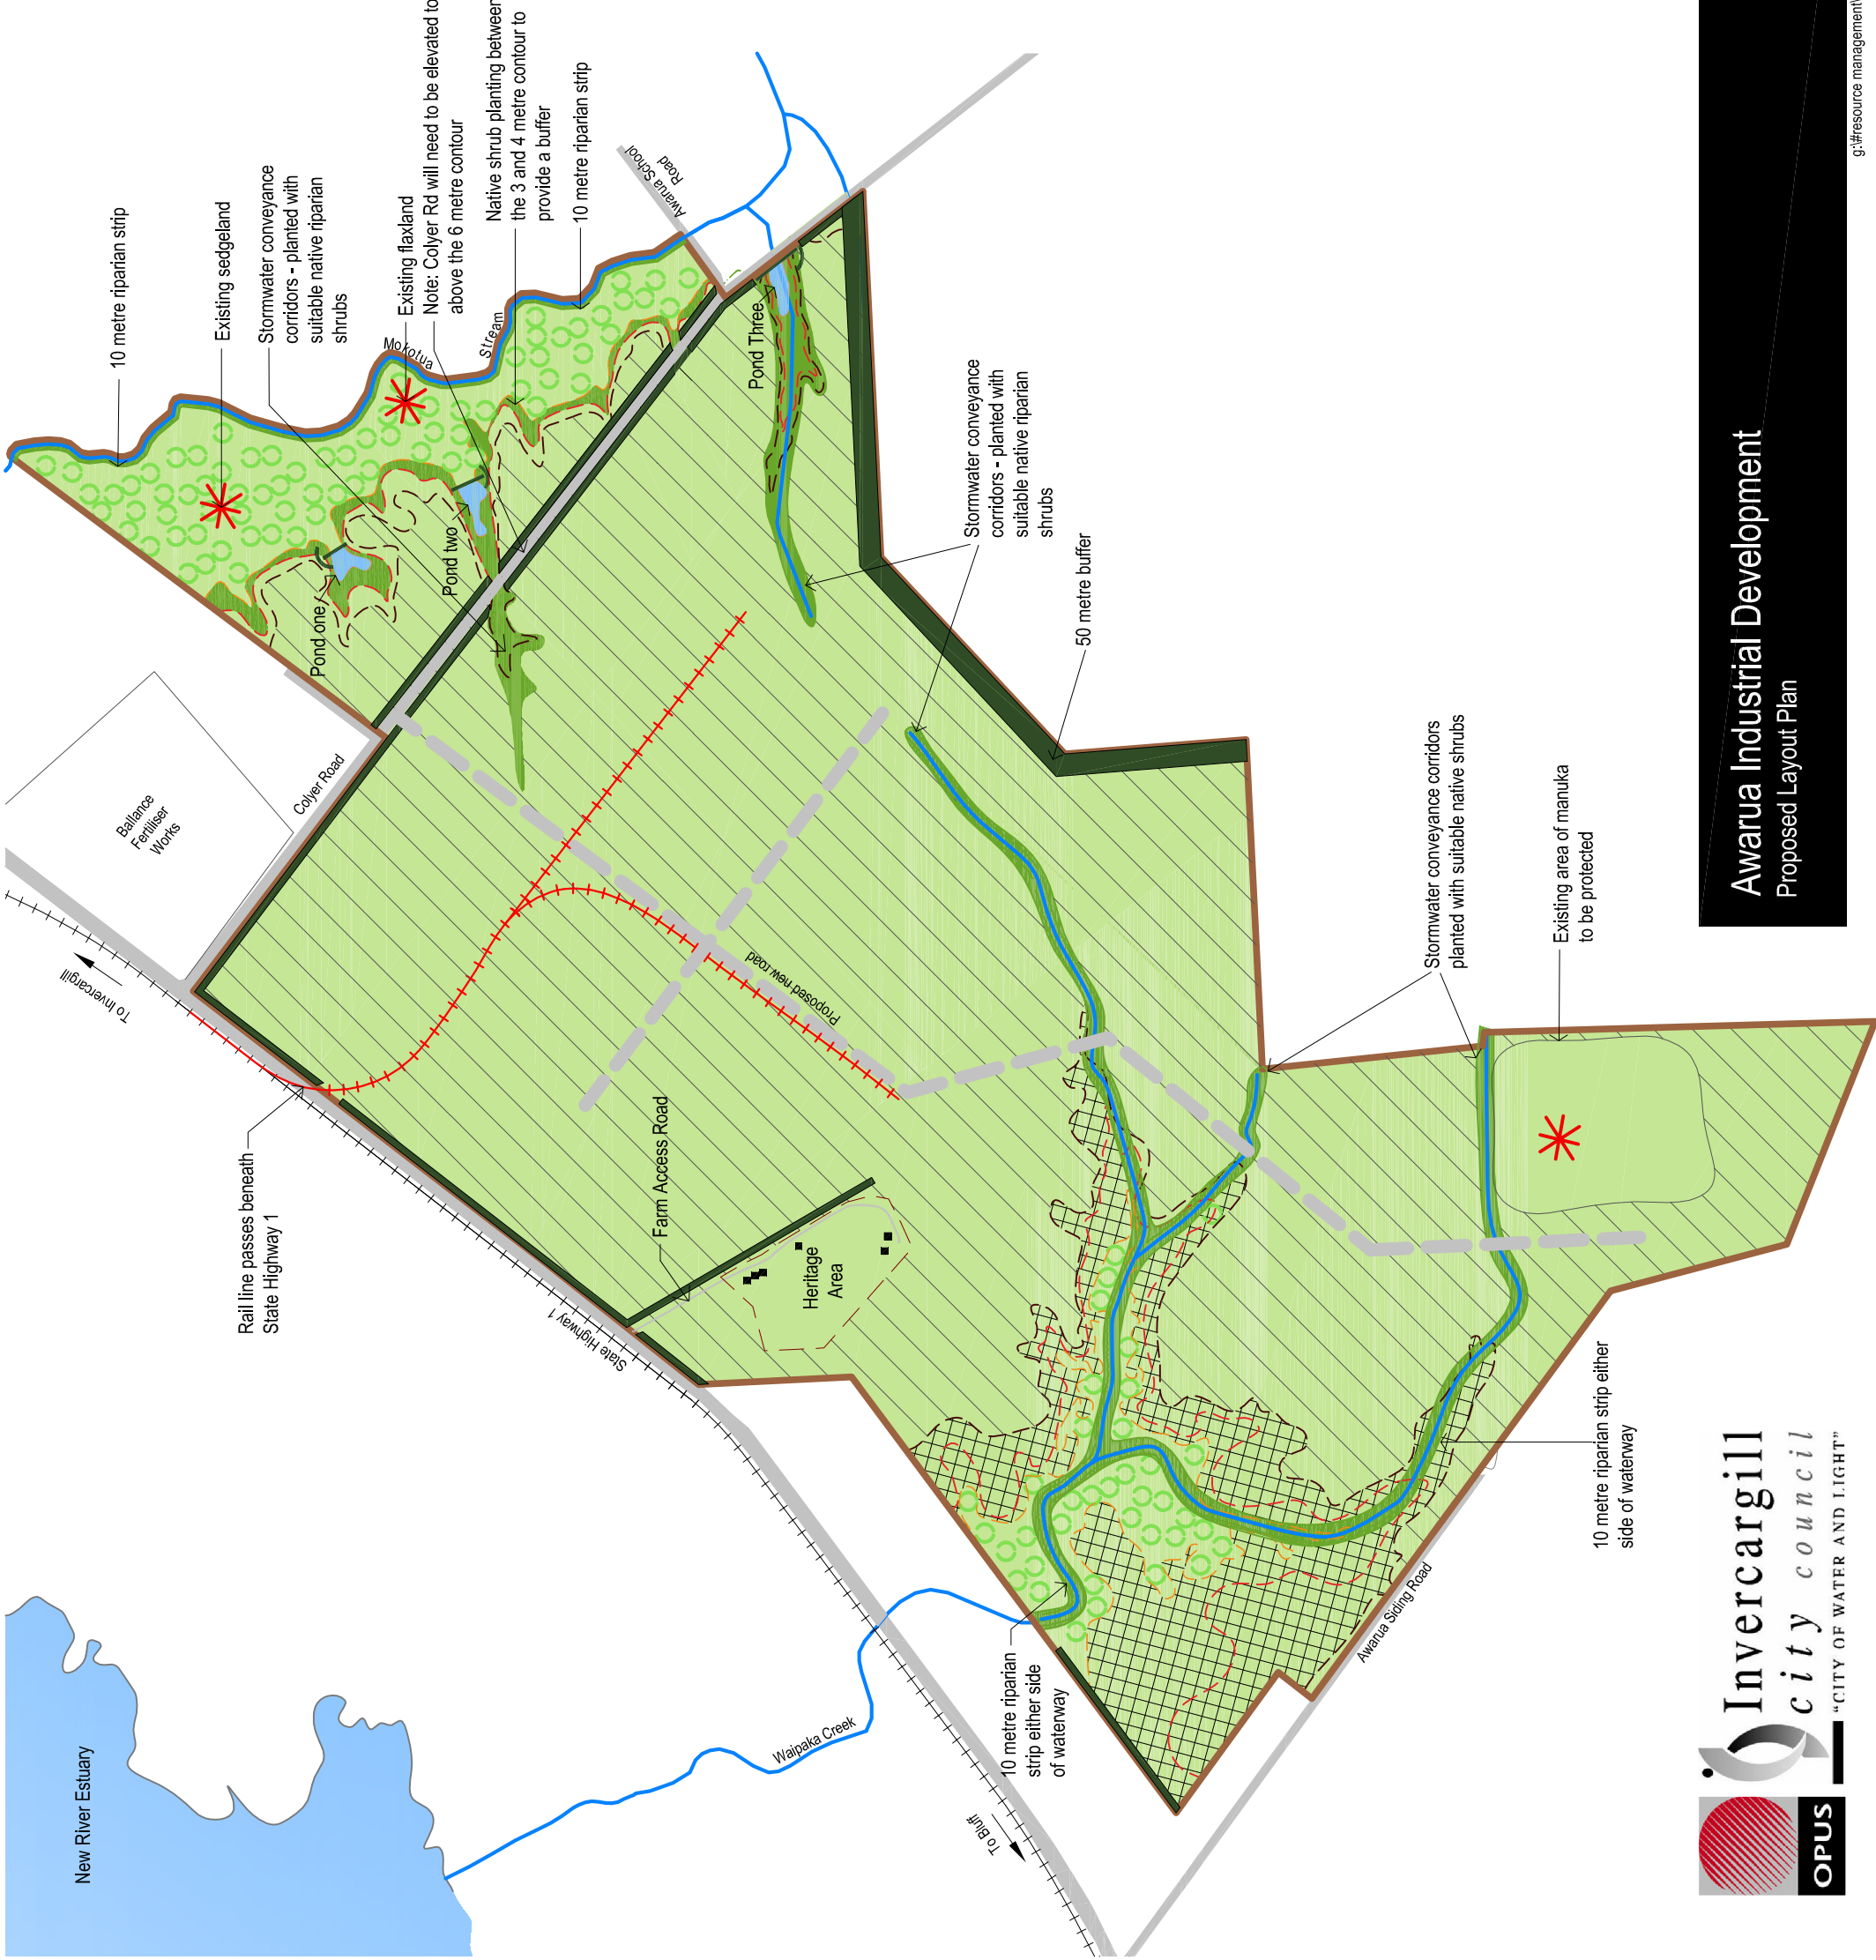 10 metre riparian strip
Existing sedgeland
Stormwater conveyance
corridors - planted with
suitable native riparian
shrubs
Existing flaxland
Note: Colyer Rd will need to be elevated to
above the 6 metre contour
Native shrub planting between
the 3 and 4 metre contour to
provide a buffer
10 metre riparian strip
Awarua School
Road
Mokotua
Stream
Pond Three
Pond two
Pond one
Stormwater conveyance
corridors - planted with
suitable native riparian
shrubs
50 metre buffer
Ballance
Fertiliser
Works
Colyer Road
To Invercargill
Proposed new road
Stormwater conveyance corridors
planted with suitable native shrubs
Existing area of manuka
to be protected
Rail line passes beneath
State Highway 1
Farm Access Road
Heritage
Area
State Highway 1
10 metre riparian strip either
side of waterway
10 metre riparian
strip either side
of waterway
Awarua Siding Road
Waipaka Creek
New River Estuary
To Bluff
Awarua Industrial Development
Proposed Layout Plan
g:\#resource management\
Invercargill
city council
"CITY OF WATER AND LIGHT"
OPUS